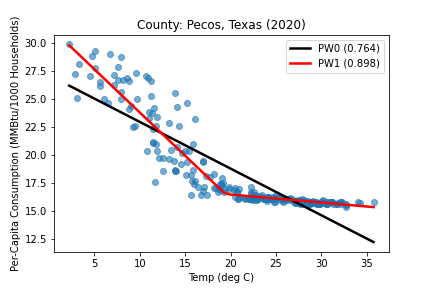 County: Pecos, Texas (2020)
PW0 (0.764)
PW1 (0.898)
Per-Capita Consumption (MMBtu/1000 Households)
30.0
27.5
25.0
22.5
20.0
17.5
15.0
12.5
5 10 15 20 25 30 35
Temp (deg C)